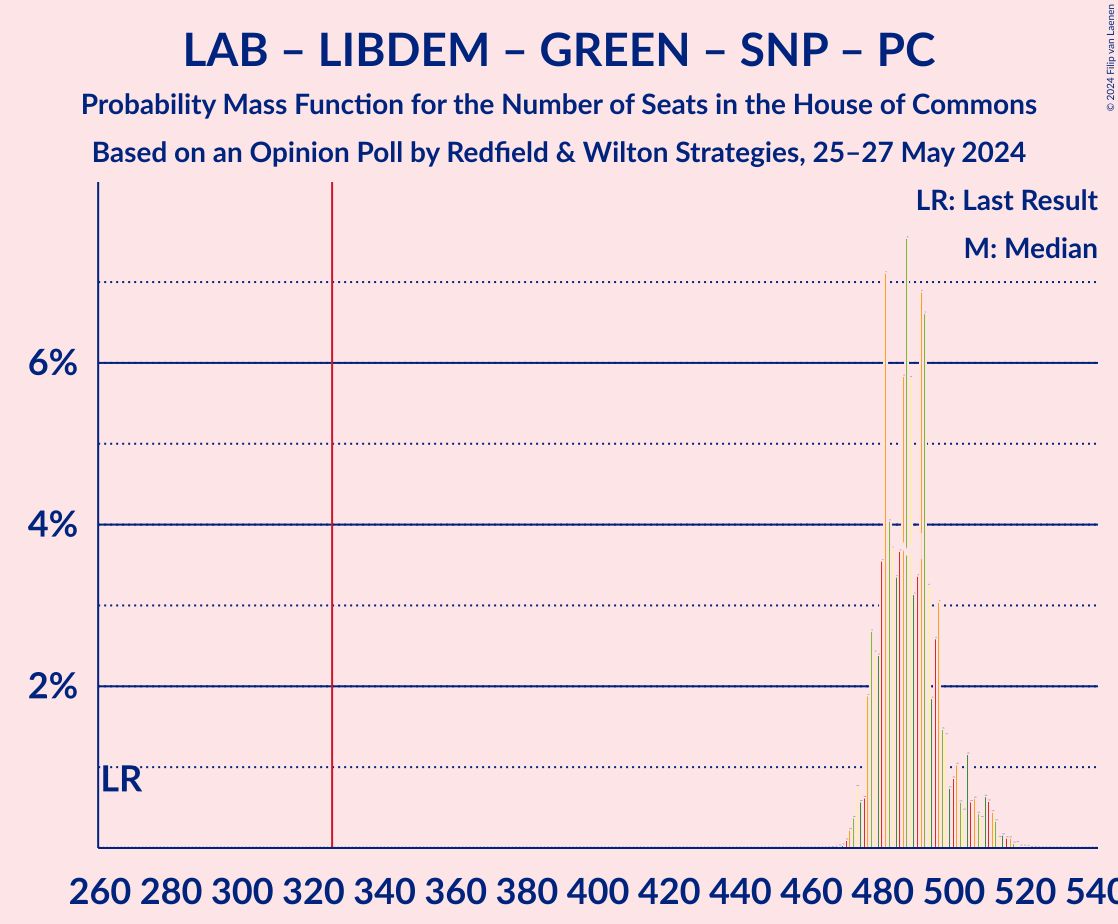 LAB – LIBDEM – GREEN – SNP – PC
Probability Mass Function for the Number of Seats in the House of Commons
Based on an Opinion Poll by Redfield & Wilton Strategies, 25–27 May 2024
© 2024 Filip van Laenen
LR: Last Result
M: Median
6%
4%
2%
LR
260 280 300 320 340 360 380 400 420 440 460 480 500 520 540